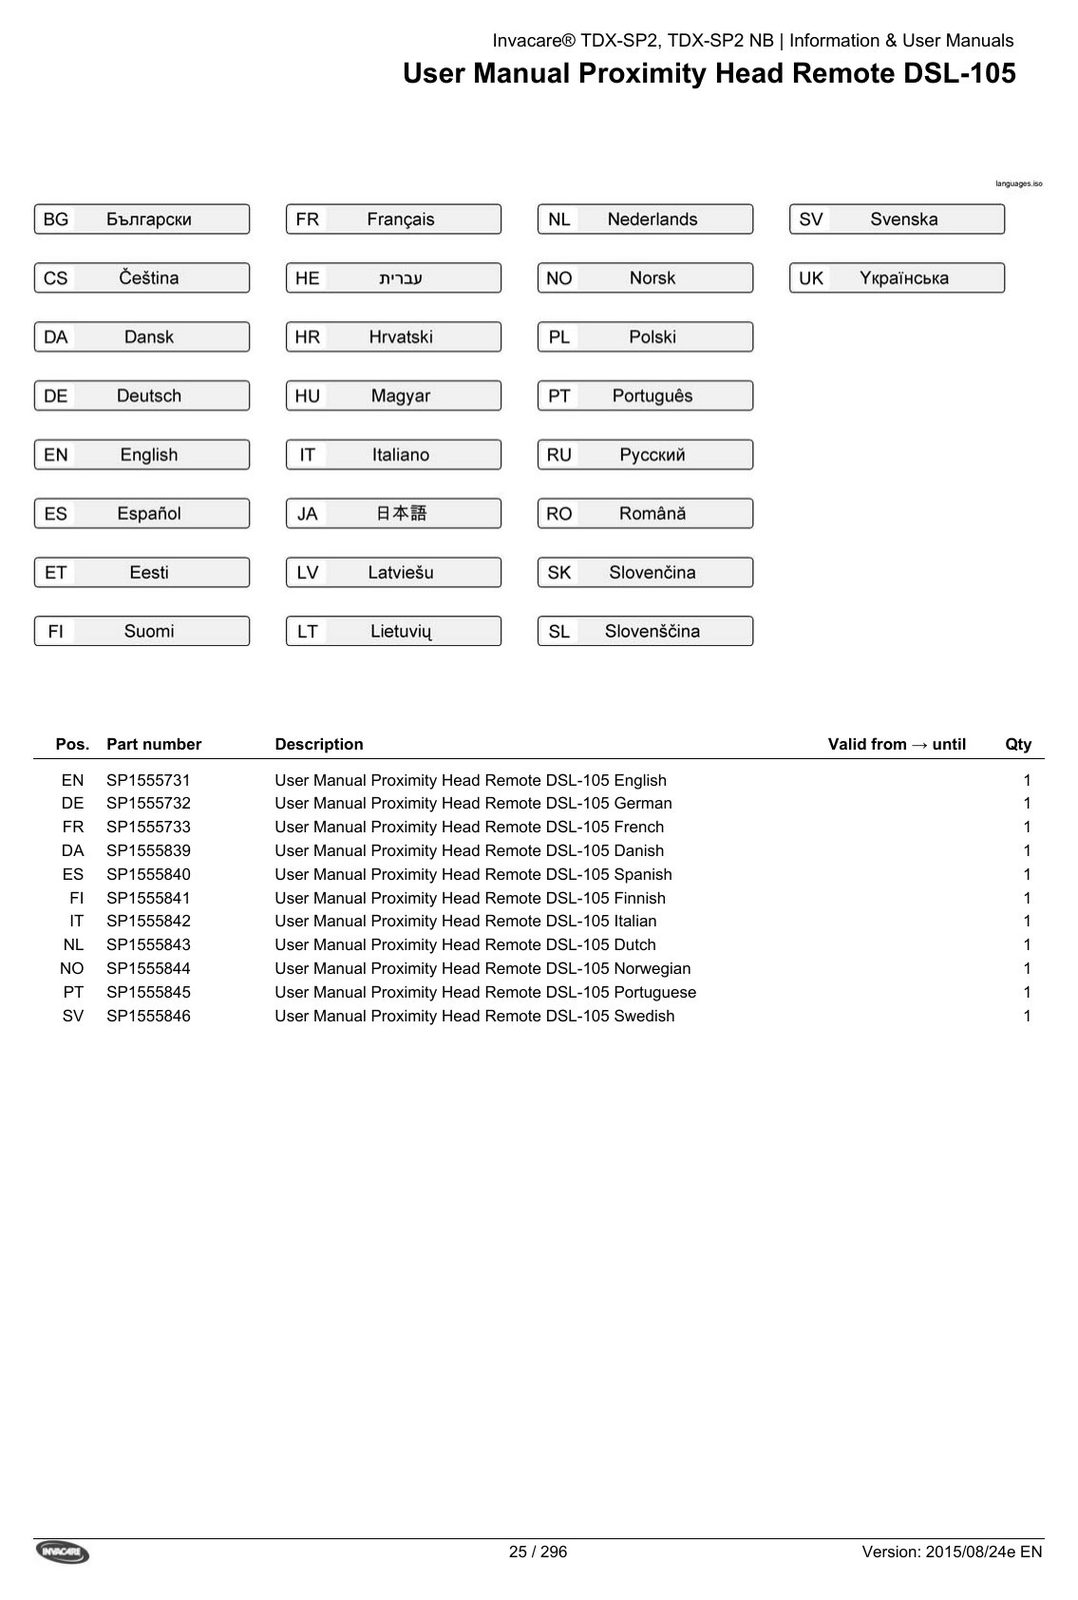 Invacare® TDX-SP2, TDX-SP2 NB | Information & User Manuals
User Manual Proximity Head Remote DSL-105
languages.iso
BG Български FR Français NL Nederlands SV Svenska
CS Čeština HE עברית NO Norsk UK Yкраїнська
DA Dansk HR Hrvatski PL Polski
DE Deutsch HU Magyar PT Português
EN English IT Italiano RU Русский
ES Español JA 日本語 RO Română
ET Eesti LV Latviešu SK Slovenčina
FI Suomi LT Lietuvių SL Slovenščina
Pos. Part number Description Valid from → until Qty
EN SP1555731 User Manual Proximity Head Remote DSL-105 English 1
DE SP1555732 User Manual Proximity Head Remote DSL-105 German 1
FR SP1555733 User Manual Proximity Head Remote DSL-105 French 1
DA SP1555839 User Manual Proximity Head Remote DSL-105 Danish 1
ES SP1555840 User Manual Proximity Head Remote DSL-105 Spanish 1
FI SP1555841 User Manual Proximity Head Remote DSL-105 Finnish 1
IT SP1555842 User Manual Proximity Head Remote DSL-105 Italian 1
NL SP1555843 User Manual Proximity Head Remote DSL-105 Dutch 1
NO SP1555844 User Manual Proximity Head Remote DSL-105 Norwegian 1
PT SP1555845 User Manual Proximity Head Remote DSL-105 Portuguese 1
SV SP1555846 User Manual Proximity Head Remote DSL-105 Swedish 1
INVACARE 25 / 296 Version: 2015/08/24e EN